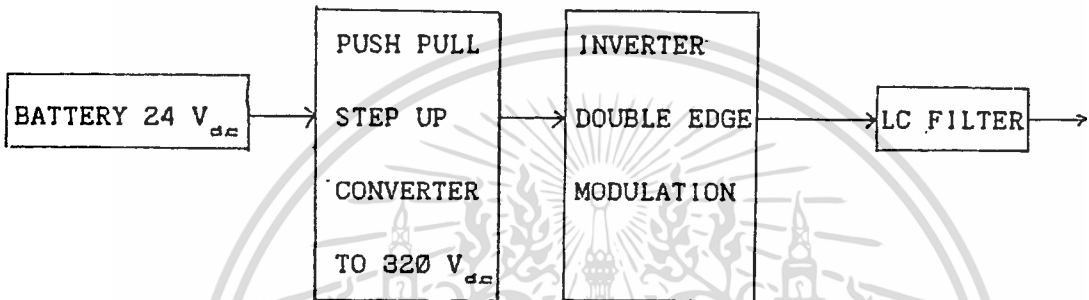 BATTERY 24 Vdc
PUSH PULL
STEP UP
CONVERTER
TO 320 Vdc
INVERTER
DOUBLE EDGE
MODULATION
LC FILTER